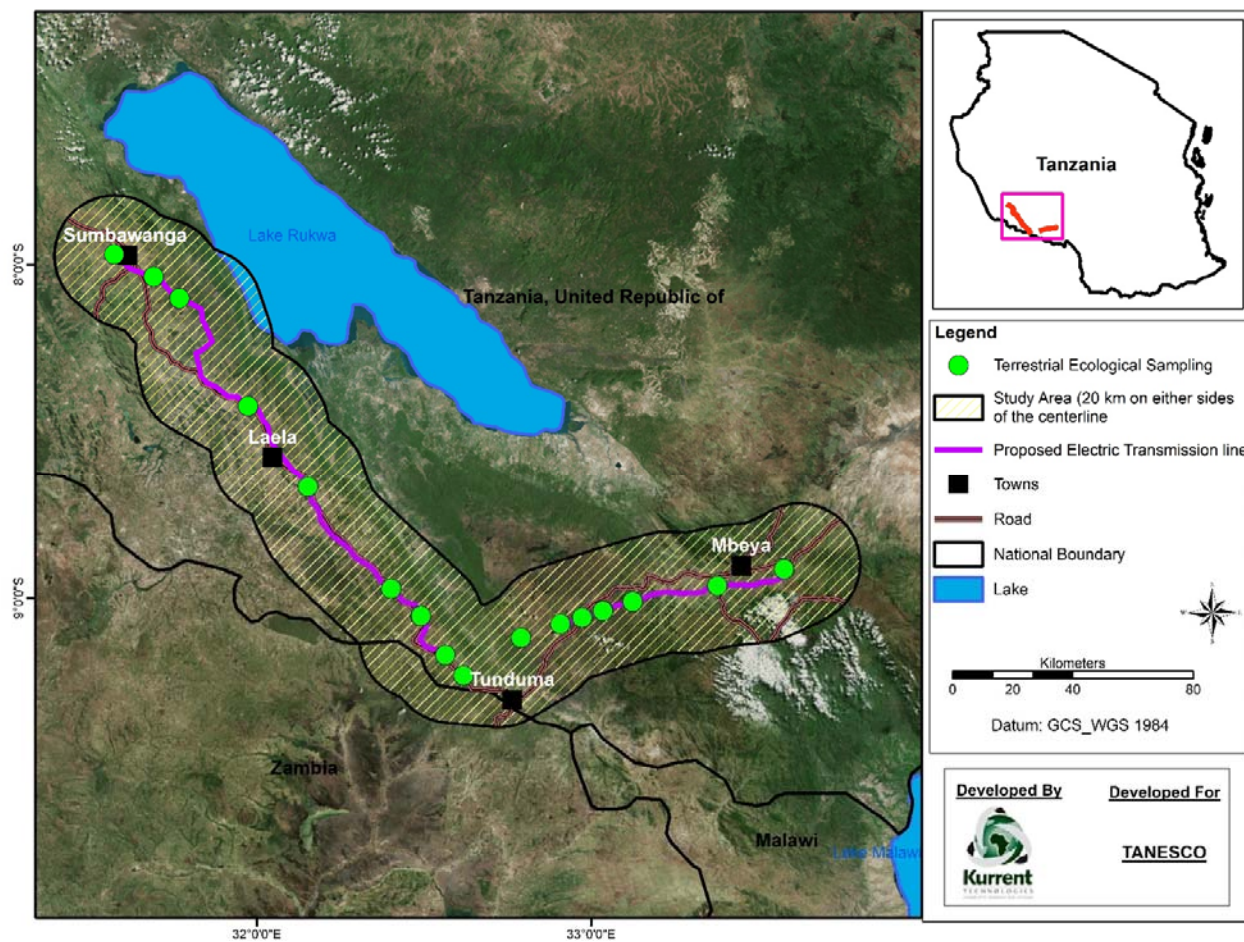 Sumbawanga
Lake Rukwa
Tanzania, United Republic of
Laela
Mbeya
Tunduma
Zambia
Malawi
Lake Malaw
8°0'0"S
9°0'0"S
32°0'0"E
33°0'0"E
Tanzania
Legend
Terrestrial Ecological Sampling
Study Area (20 km on either sides
of the centerline
Proposed Electric Transmission line
Towns
Road
National Boundary
Lake
N
W
E
S
Kilometers
0 20 40 80
Datum: GCS_WGS 1984
Developed By
Developed For
Kurrent
TECHNOLOGIES
TANESCO